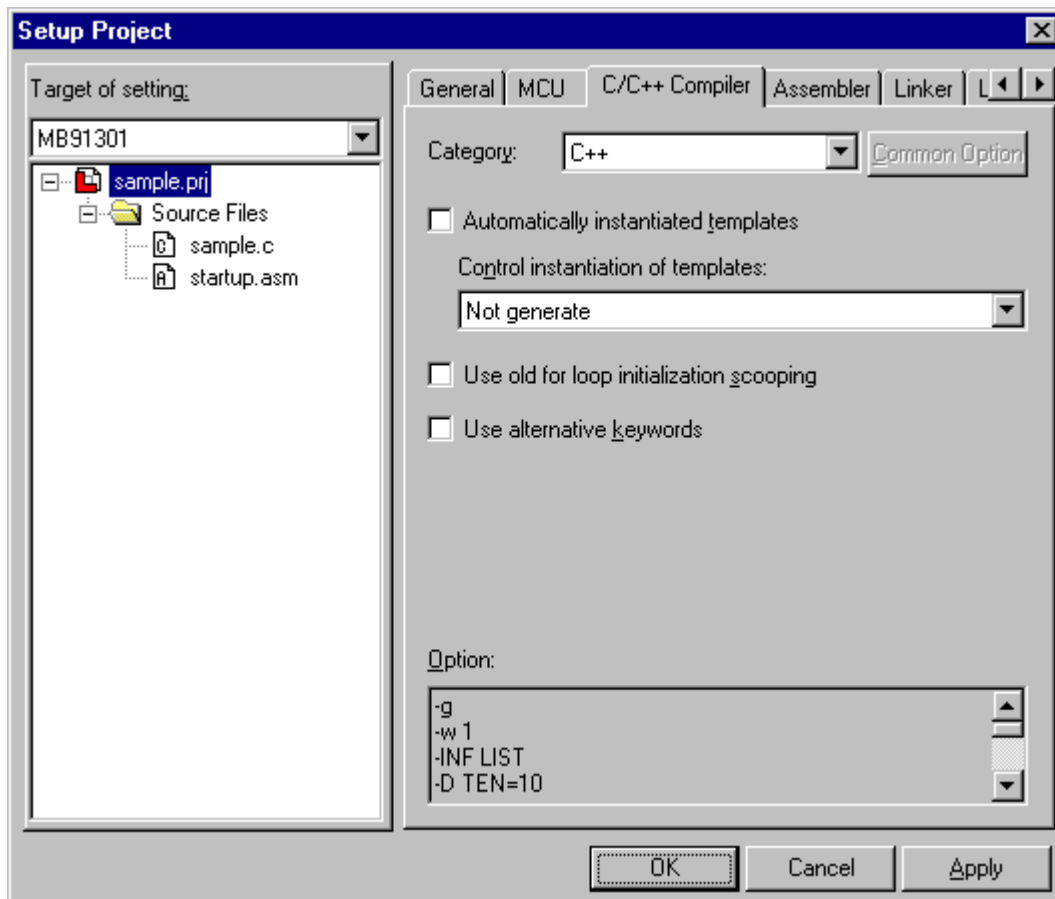 Setup Project
Target of setting:
MB91301
sample.prj
Source Files
sample.c
startup.asm
General MCU C/C++ Compiler Assembler Linker L
Category: C++ Common Option
Automatically instantiated templates
Control instantiation of templates:
Not generate
Use old for loop initialization scooping
Use alternative keywords
Option:
-g
-w 1
-INF LIST
-D TEN=10
OK Cancel Apply